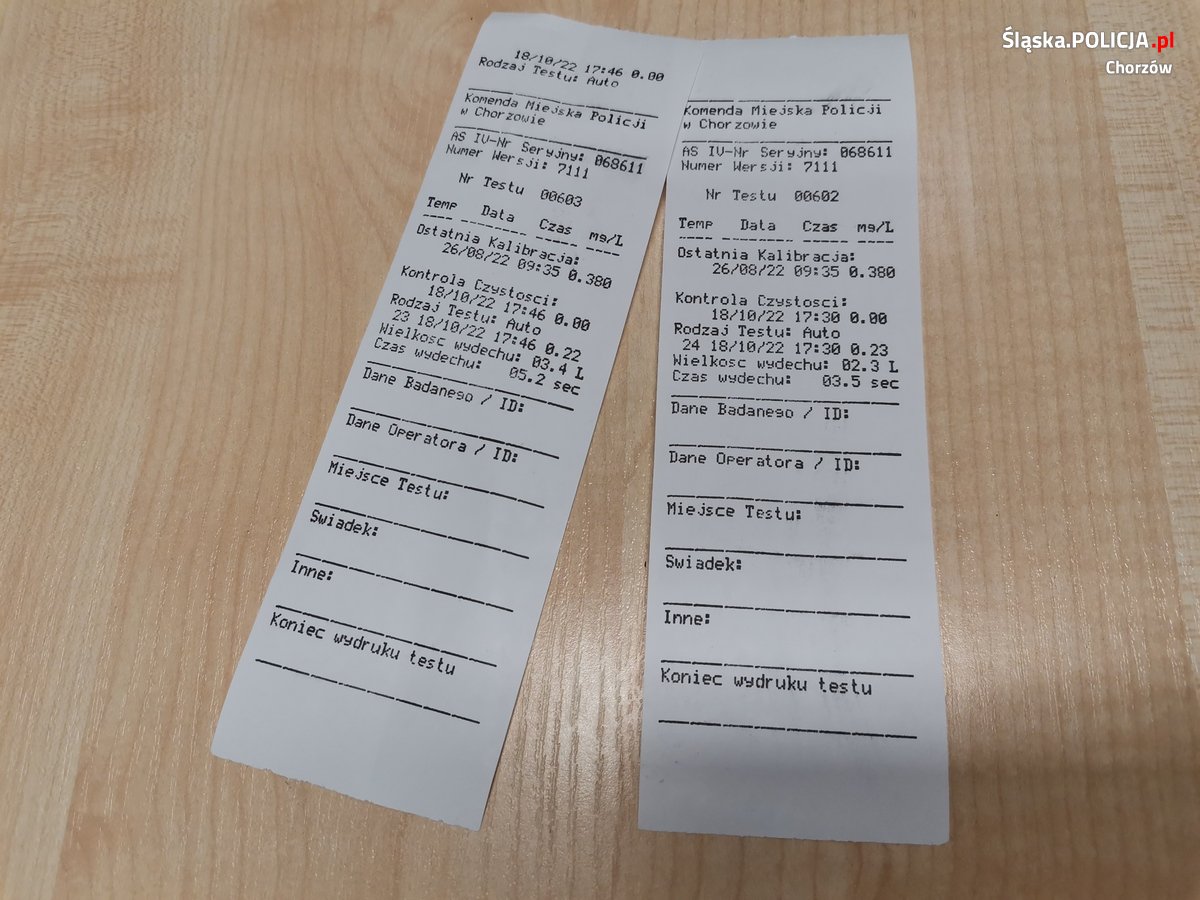 Śląska.POLICJA.pl
Chorzów
18/10/22 17:46 0.00
Rodzaj Testu: Auto
Komenda Miejska Policji
w Chorzowie
AS IV-Nr Seryjny: 068611
Numer Wersji: 7111
Nr Testu 00603
Temp Data Czas mg/L
Ostatnia Kalibracja:
26/08/22 09:35 0.380
Kontrola Czystosci:
18/10/22 17:46 0.00
Rodzaj Testu: Auto
23 18/10/22 17:46 0.22
Wielkosc wydechu: 03.4 L
Czas wydechu: 05.2 sec
Dane Badanego / ID:
Dane Operatora / ID:
Miejsce Testu:
Swiadek:
Inne:
Koniec wydruku testu
Komenda Miejska Policji
w Chorzowie
AS IV-Nr Seryjny: 068611
Numer Wersji: 7111
Nr Testu 00602
Temp Data Czas mg/L
Ostatnia Kalibracja:
26/08/22 09:35 0.380
Kontrola Czystosci:
18/10/22 17:30 0.00
Rodzaj Testu: Auto
24 18/10/22 17:30 0.23
Wielkosc wydechu: 02.3 L
Czas wydechu: 03.5 sec
Dane Badanego / ID:
Dane Operatora / ID:
Miejsce Testu:
Swiadek:
Inne:
Koniec wydruku testu